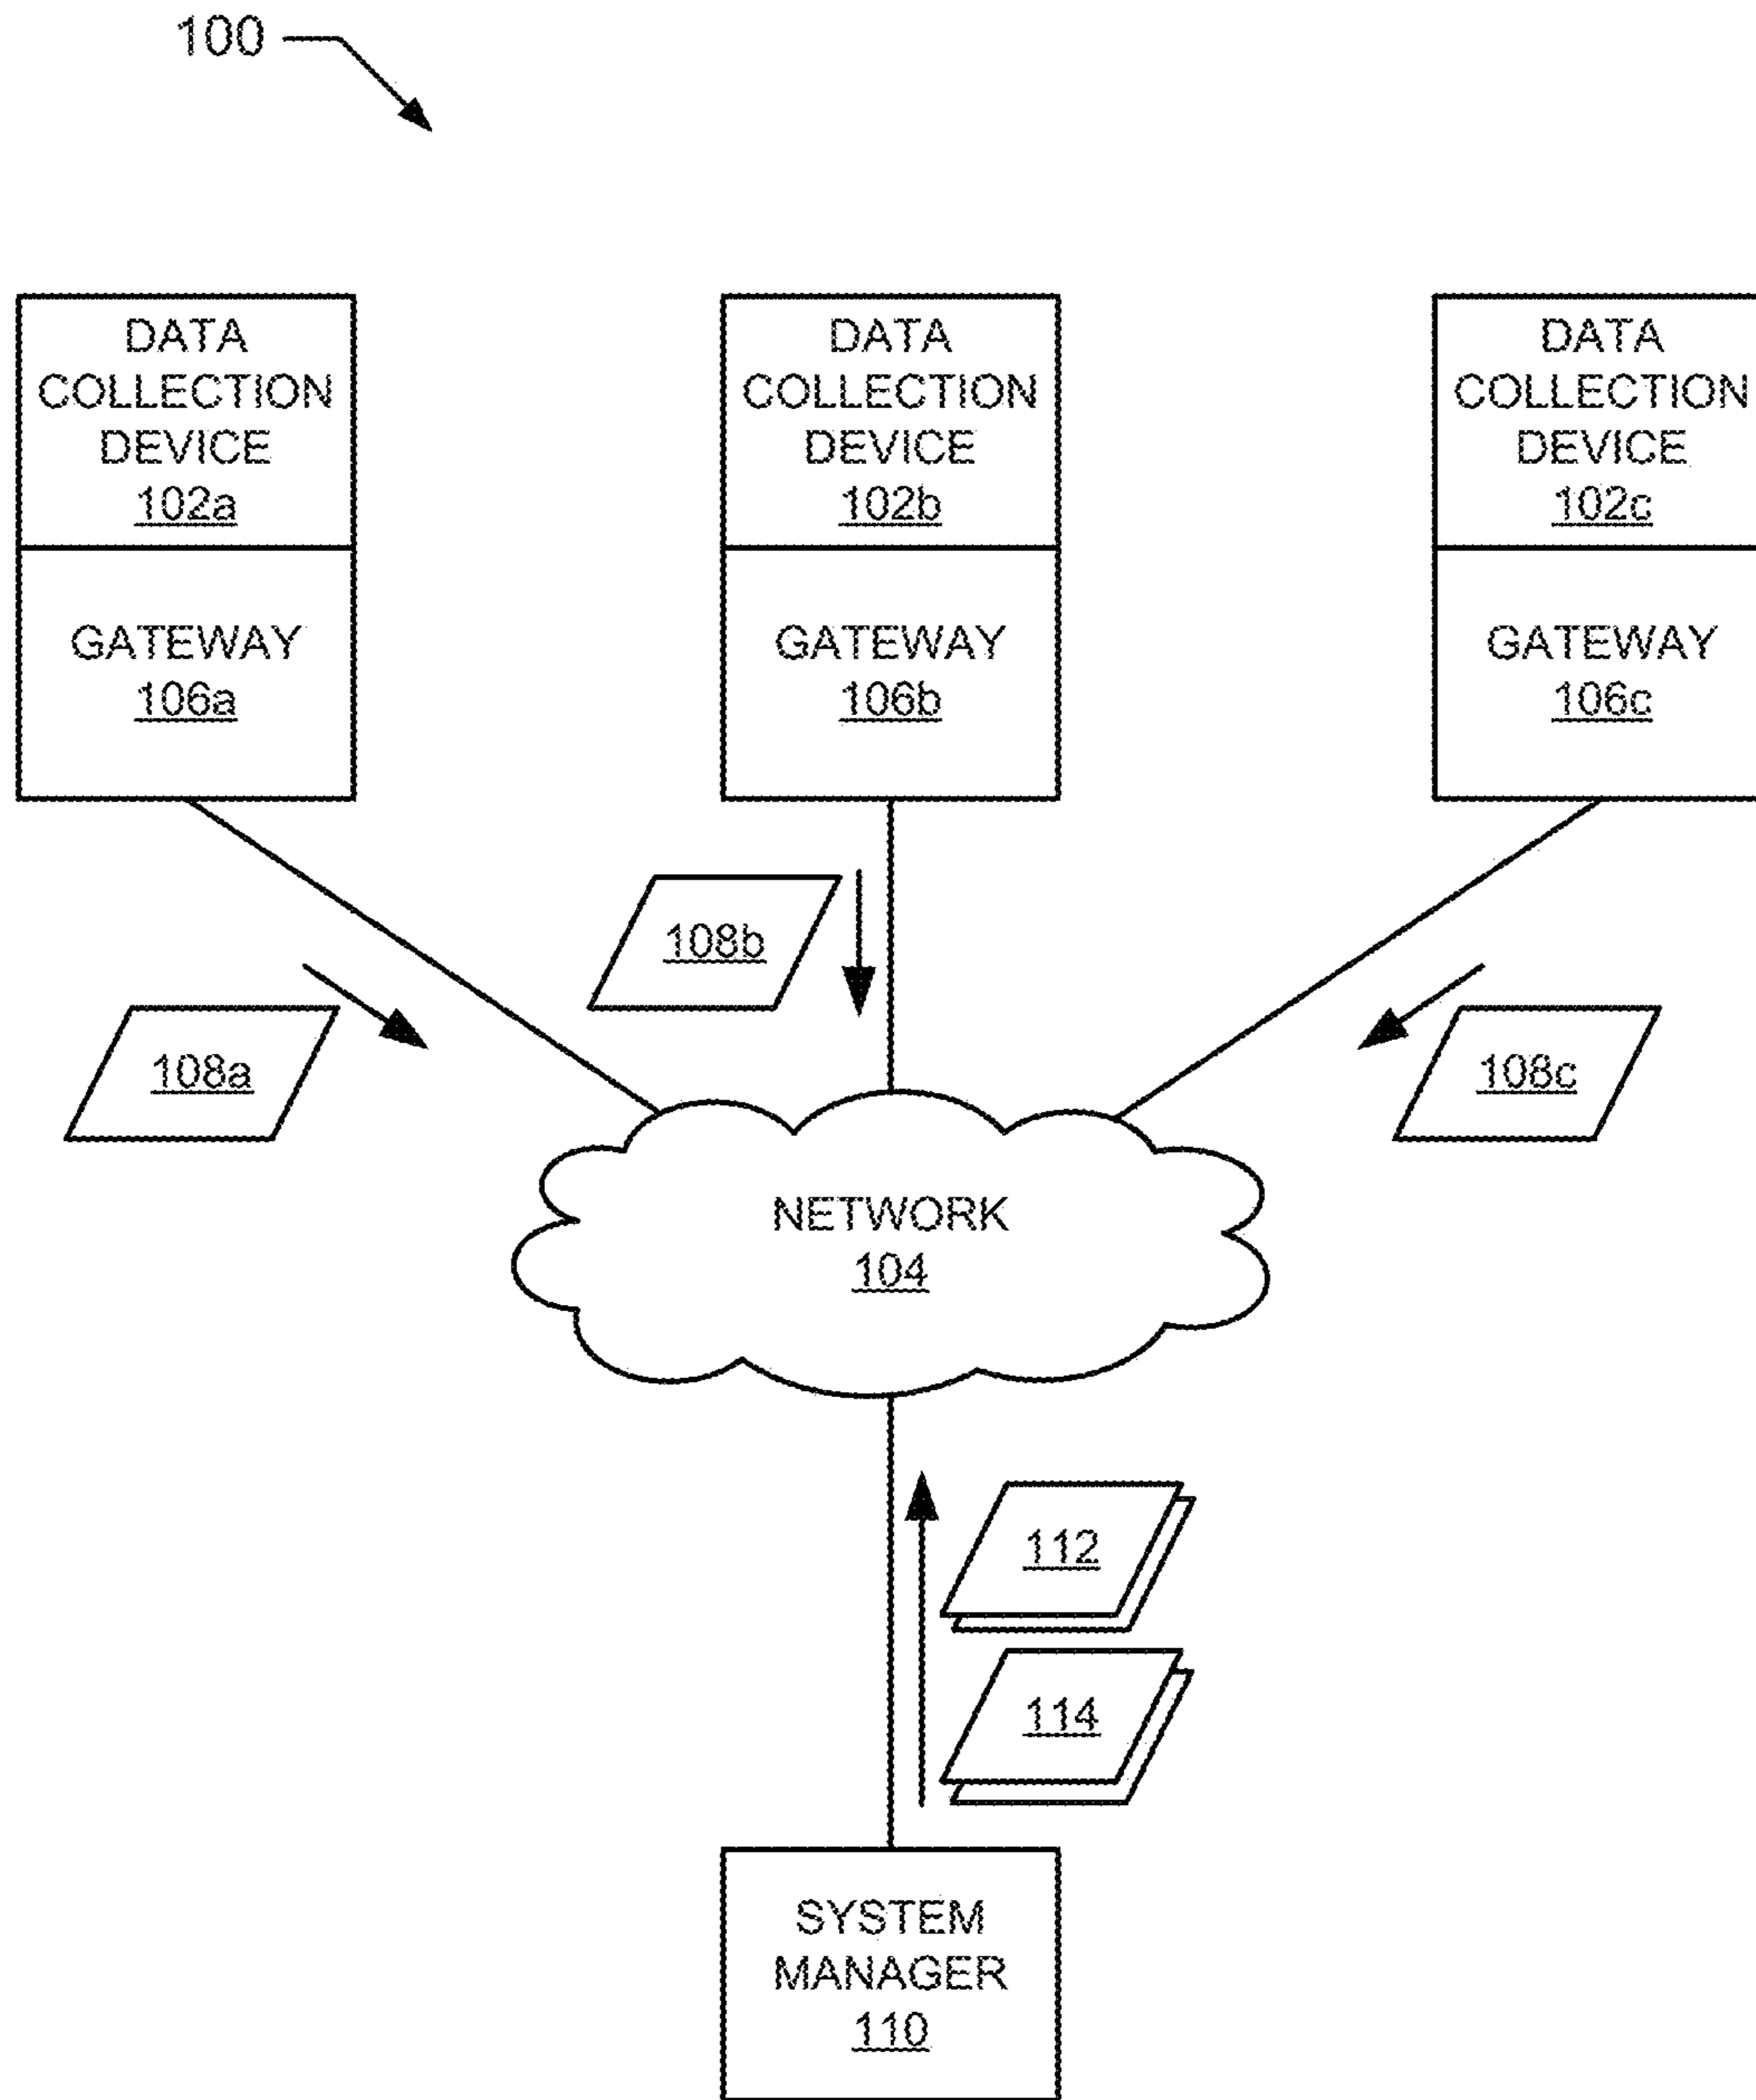 100
DATA
COLLECTION
DEVICE
102a
GATEWAY
106a
DATA
COLLECTION
DEVICE
102b
GATEWAY
106b
DATA
COLLECTION
DEVICE
102c
GATEWAY
106c
108a
108b
108c
NETWORK
104
112
114
SYSTEM
MANAGER
110